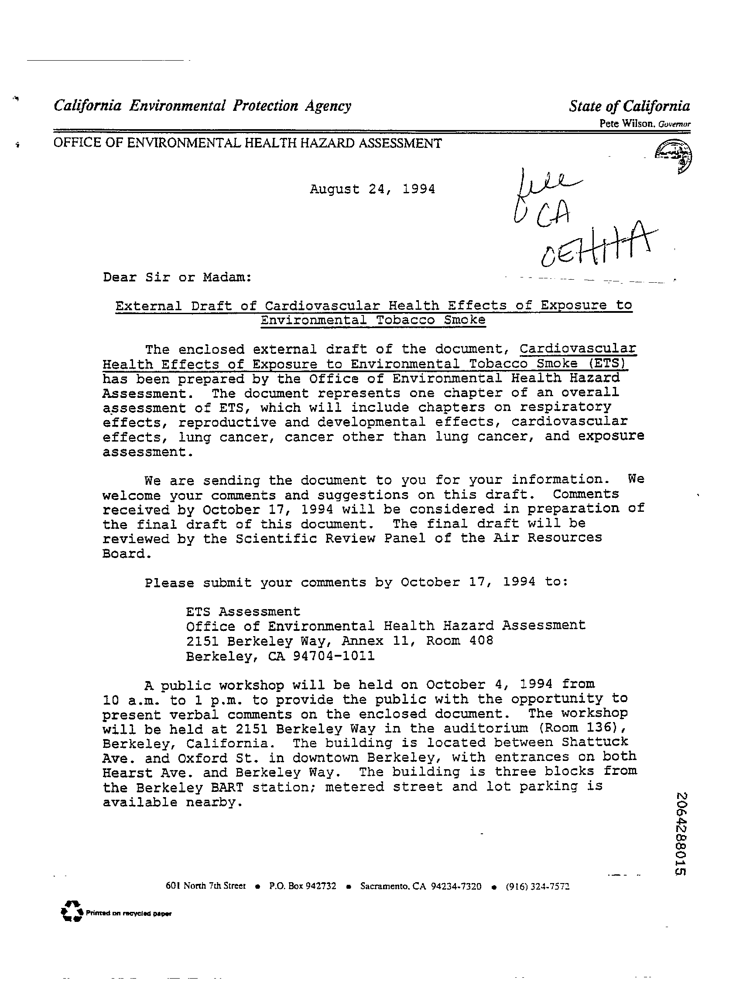 California Environmental Protection Agency
State of California
Pete Wilson, Governor
OFFICE OF ENVIRONMENTAL HEALTH HAZARD ASSESSMENT
August 24, 1994
file
CA
OEHHA
Dear Sir or Madam:
External Draft of Cardiovascular Health Effects of Exposure to
Environmental Tobacco Smoke
The enclosed external draft of the document, Cardiovascular
Health Effects of Exposure to Environmental Tobacco Smoke (ETS)
has been prepared by the Office of Environmental Health Hazard
Assessment. The document represents one chapter of an overall
assessment of ETS, which will include chapters on respiratory
effects, reproductive and developmental effects, cardiovascular
effects, lung cancer, cancer other than lung cancer, and exposure
assessment.
We are sending the document to you for your information. We
welcome your comments and suggestions on this draft. Comments
received by October 17, 1994 will be considered in preparation of
the final draft of this document. The final draft will be
reviewed by the Scientific Review Panel of the Air Resources
Board.
Please submit your comments by October 17, 1994 to:
ETS Assessment
Office of Environmental Health Hazard Assessment
2151 Berkeley Way, Annex 11, Room 408
Berkeley, CA 94704-1011
A public workshop will be held on October 4, 1994 from
10 a.m. to 1 p.m. to provide the public with the opportunity to
present verbal comments on the enclosed document. The workshop
will be held at 2151 Berkeley Way in the auditorium (Room 136),
Berkeley, California. The building is located between Shattuck
Ave. and Oxford St. in downtown Berkeley, with entrances on both
Hearst Ave. and Berkeley Way. The building is three blocks from
the Berkeley BART station; metered street and lot parking is
available nearby.
2064288015
601 North 7th Street • P.O. Box 942732 • Sacramento, CA 94234-7320 • (916) 324-7572
Printed on recycled paper